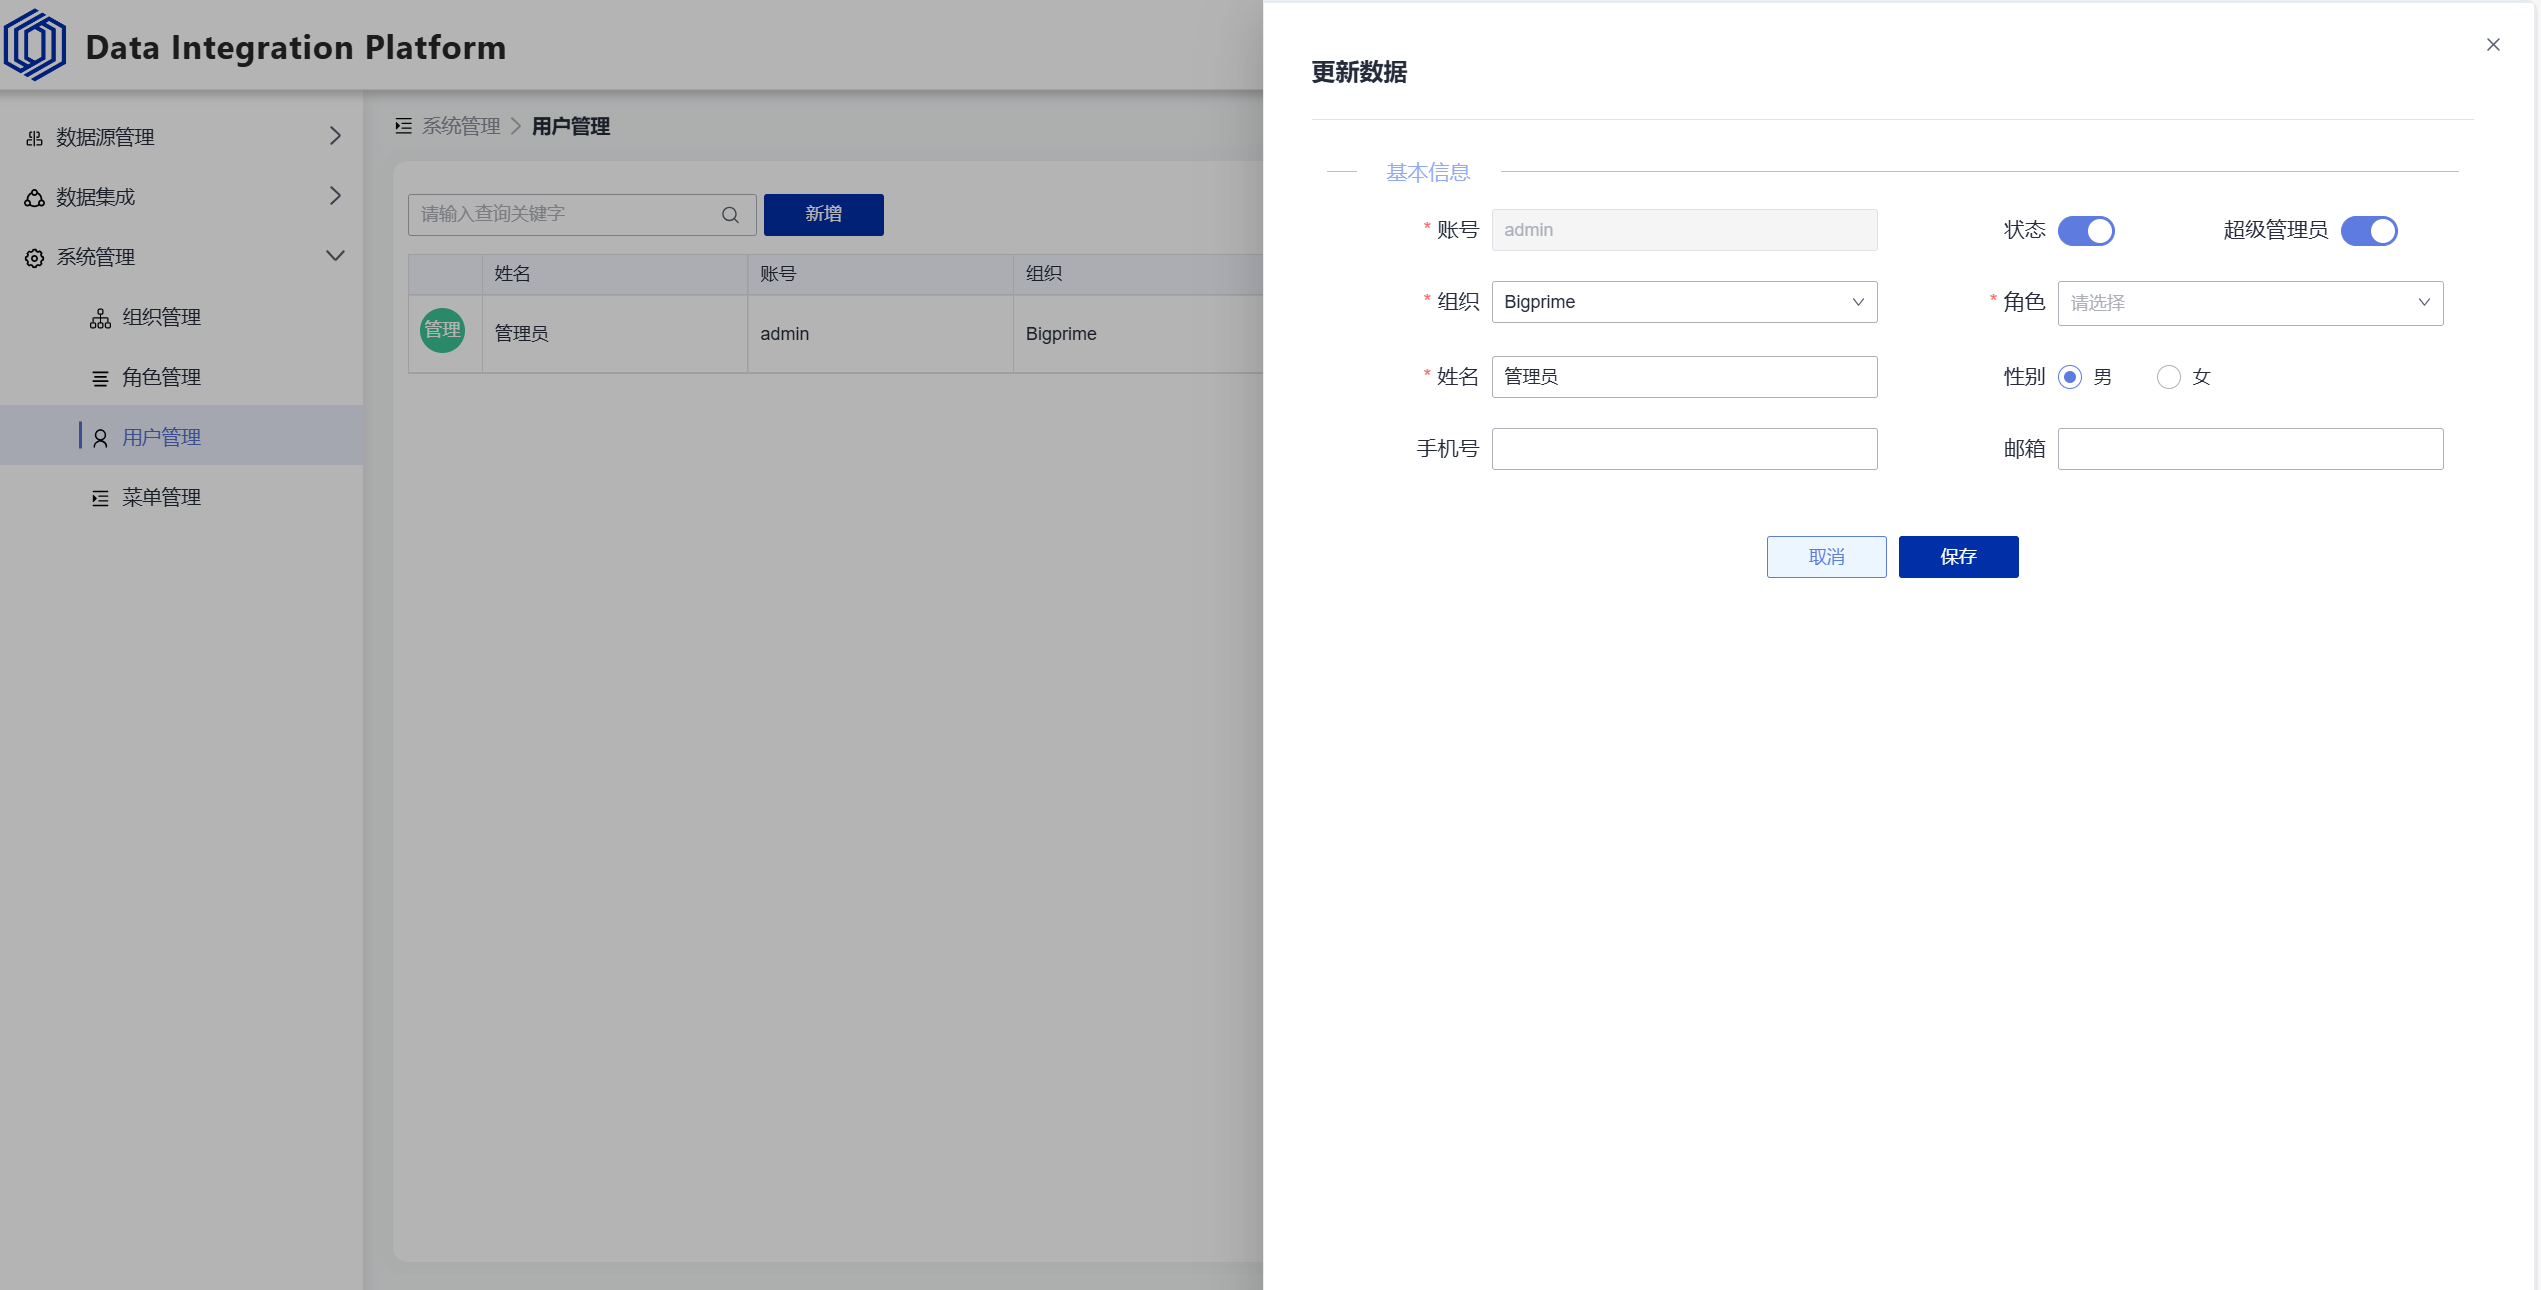 Data Integration Platform
数据源管理
数据集成
系统管理
组织管理
角色管理
用户管理
菜单管理
系统管理 用户管理
请输入查询关键字 新增
姓名 账号 组织
管理 管理员 admin Bigprime
更新数据
基本信息
* 账号 admin 状态 超级管理员
* 组织 Bigprime * 角色 请选择
* 姓名 管理员 性别 男 女
手机号 邮箱
取消 保存